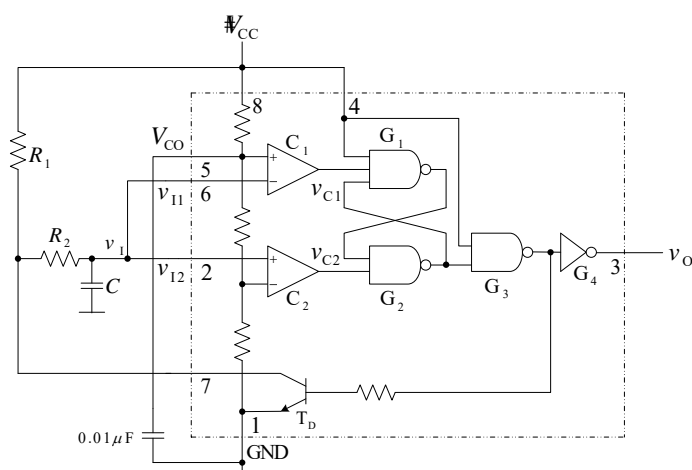 +V_CC
8
4
R_1
V_CO
C_1
G_1
5
6
v_I1
v_C1
R_2
v_I
v_I2
2
C
v_C2
C_2
G_2
G_3
G_4
3
v_O
7
T_D
1
0.01μF
GND